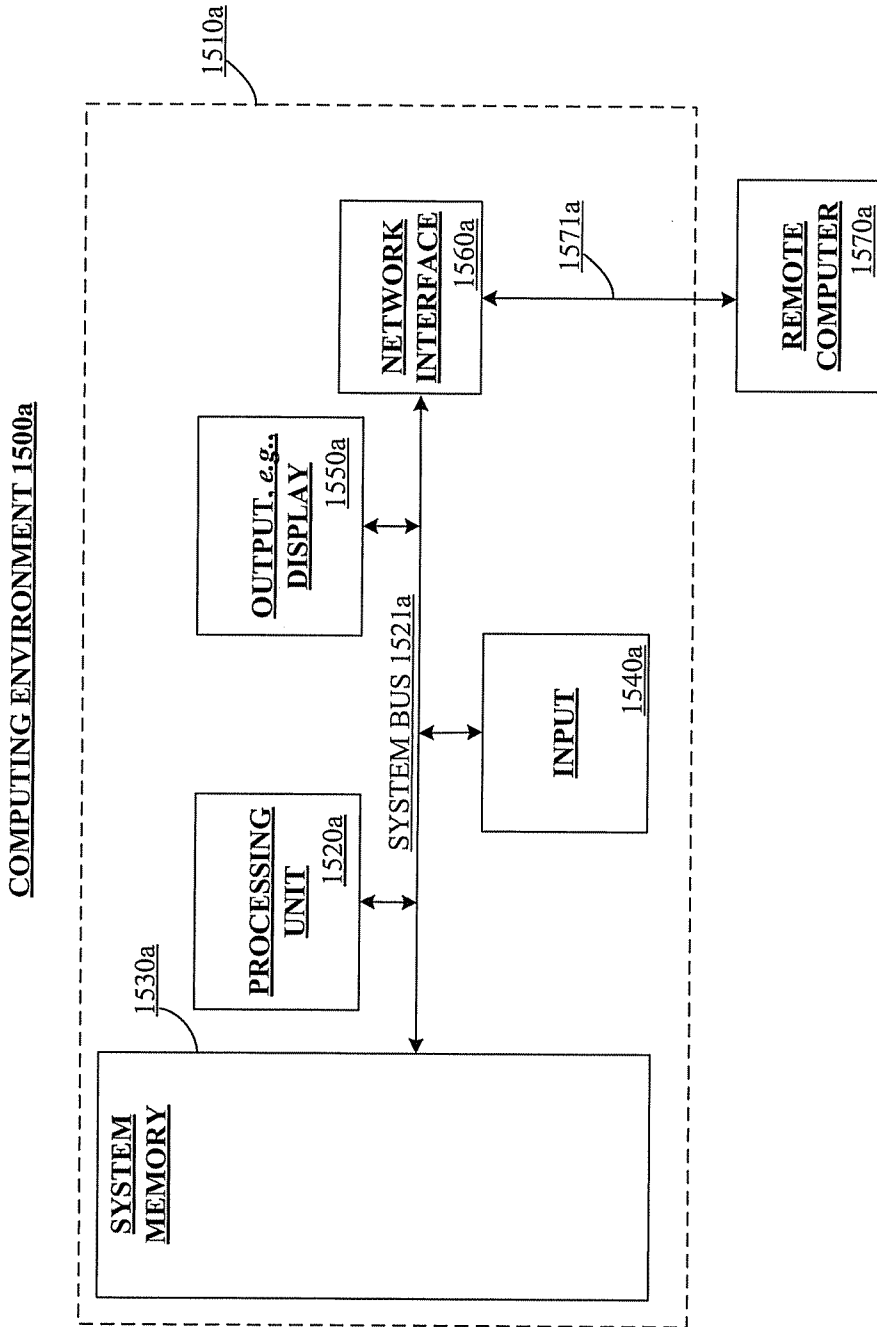 COMPUTING ENVIRONMENT 1500a
1510a
1530a
SYSTEM
MEMORY
PROCESSING
UNIT
1520a
OUTPUT, e.g.,
DISPLAY
1550a
SYSTEM BUS 1521a
NETWORK
INTERFACE
1560a
INPUT
1540a
1571a
REMOTE
COMPUTER
1570a